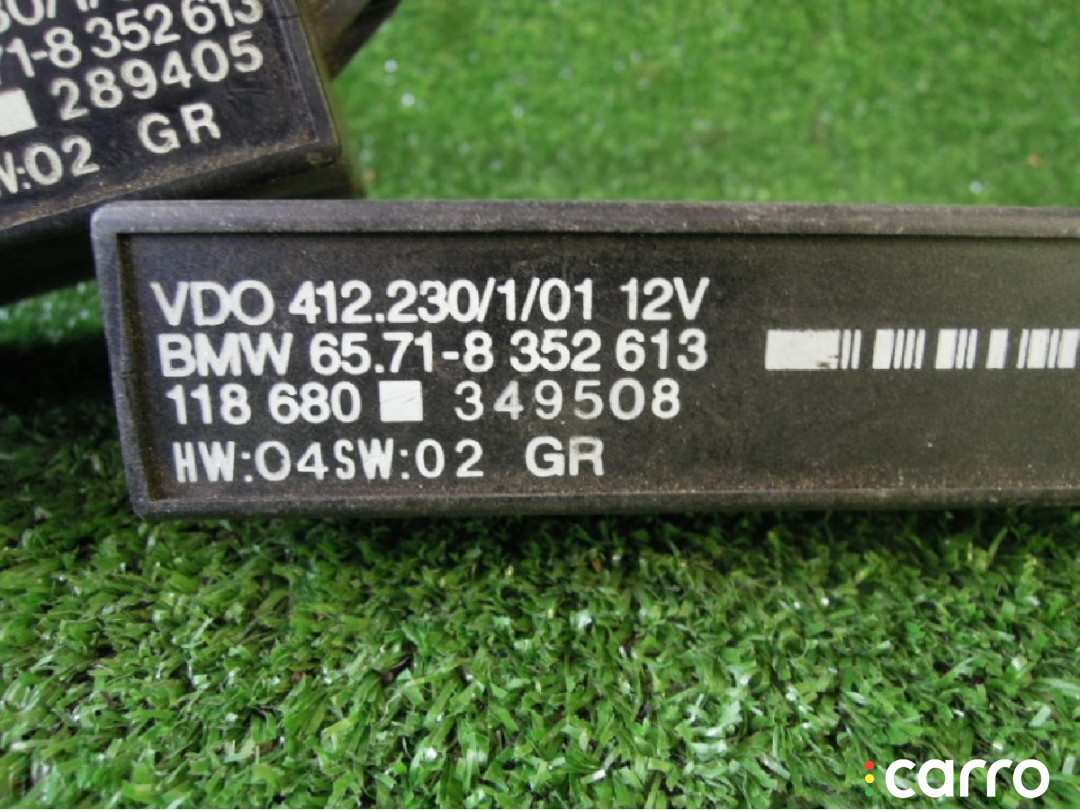 71-8 352 613
289405
W:02 GR
VDO 412.230/1/01 12V
BMW 65.71-8 352 613
118 680 349508
HW:04SW:02 GR
carro